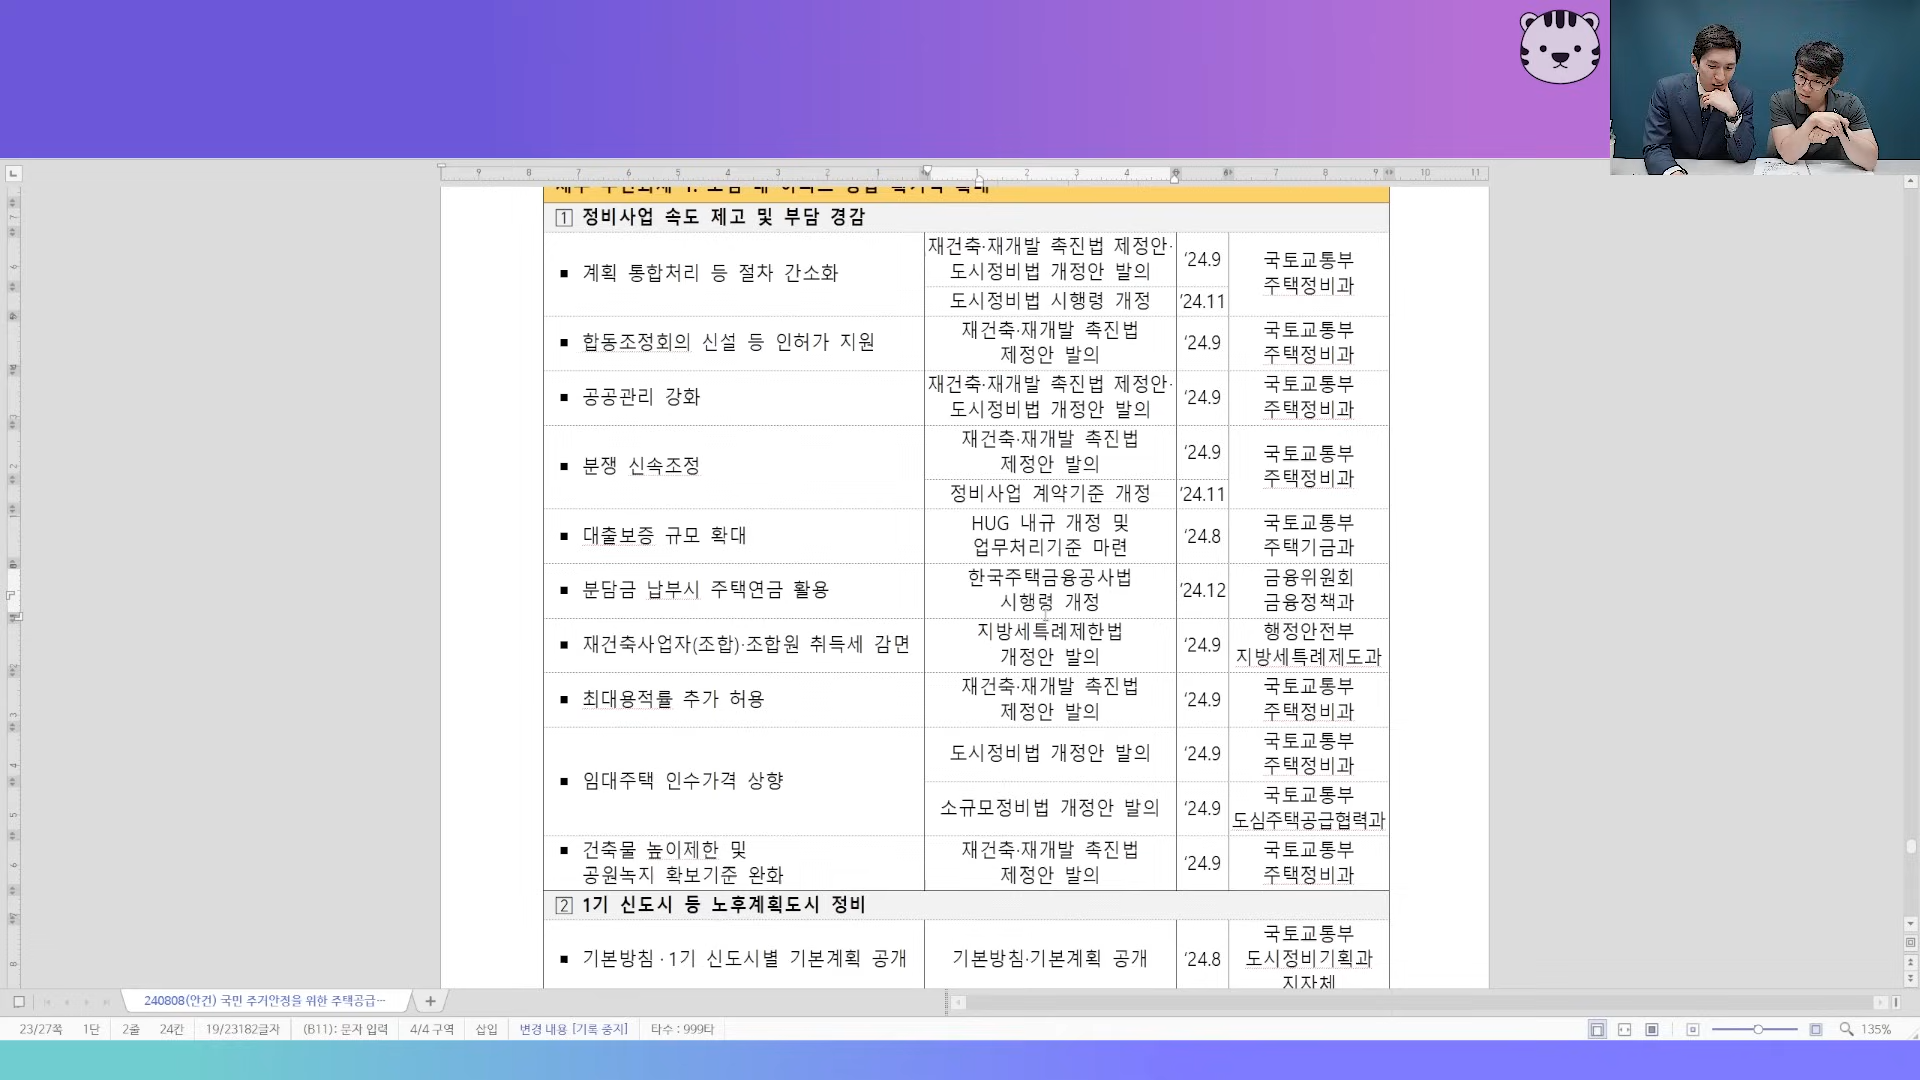 1 정비사업 속도 제고 및 부담 경감
▪ 계획 통합처리 등 절차 간소화
재건축·재개발 촉진법 제정안·
도시정비법 개정안 발의
‘24.9
도시정비법 시행령 개정
‘24.11
국토교통부
주택정비과
▪ 합동조정회의 신설 등 인허가 지원
재건축·재개발 촉진법
제정안 발의
‘24.9
국토교통부
주택정비과
▪ 공공관리 강화
재건축·재개발 촉진법 제정안·
도시정비법 개정안 발의
‘24.9
국토교통부
주택정비과
▪ 분쟁 신속조정
재건축·재개발 촉진법
제정안 발의
‘24.9
정비사업 계약기준 개정
‘24.11
국토교통부
주택정비과
▪ 대출보증 규모 확대
HUG 내규 개정 및
업무처리기준 마련
‘24.8
국토교통부
주택기금과
▪ 분담금 납부시 주택연금 활용
한국주택금융공사법
시행령 개정
‘24.12
금융위원회
금융정책과
▪ 재건축사업자(조합)·조합원 취득세 감면
지방세특례제한법
개정안 발의
‘24.9
행정안전부
지방세특례제도과
▪ 최대용적률 추가 허용
재건축·재개발 촉진법
제정안 발의
‘24.9
국토교통부
주택정비과
▪ 임대주택 인수가격 상향
도시정비법 개정안 발의
‘24.9
국토교통부
주택정비과
소규모정비법 개정안 발의
‘24.9
국토교통부
도심주택공급협력과
▪ 건축물 높이제한 및
공원녹지 확보기준 완화
재건축·재개발 촉진법
제정안 발의
‘24.9
국토교통부
주택정비과
2 1기 신도시 등 노후계획도시 정비
▪ 기본방침·1기 신도시별 기본계획 공개
기본방침·기본계획 공개
‘24.8
국토교통부
도시정비기획과
지자체
240808(안건) 국민 주거안정을 위한 주택공급···
23/27쪽 1단 2줄 24칸 19/23182글자 (B11): 문자 입력 4/4 구역 삽입 변경 내용 [기록 중지] 타수 : 999타 135%